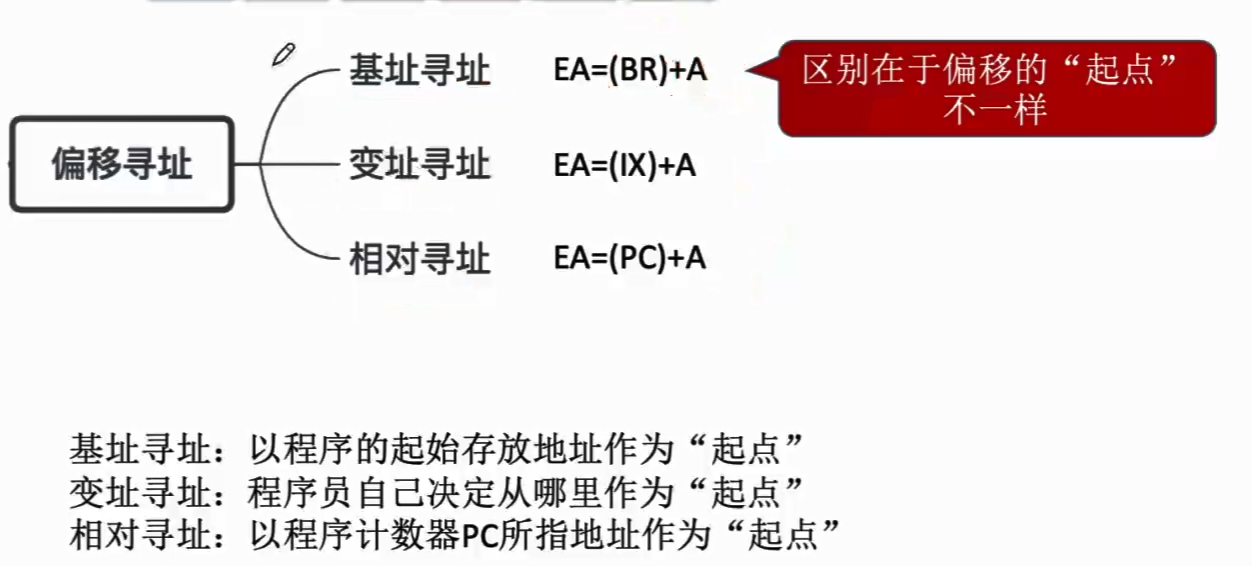 偏移寻址
基址寻址 EA=(BR)+A
区别在于偏移的“起点”
不一样
变址寻址 EA=(IX)+A
相对寻址 EA=(PC)+A
基址寻址：以程序的起始存放地址作为“起点”
变址寻址：程序员自己决定从哪里作为“起点”
相对寻址：以程序计数器PC所指地址作为“起点”